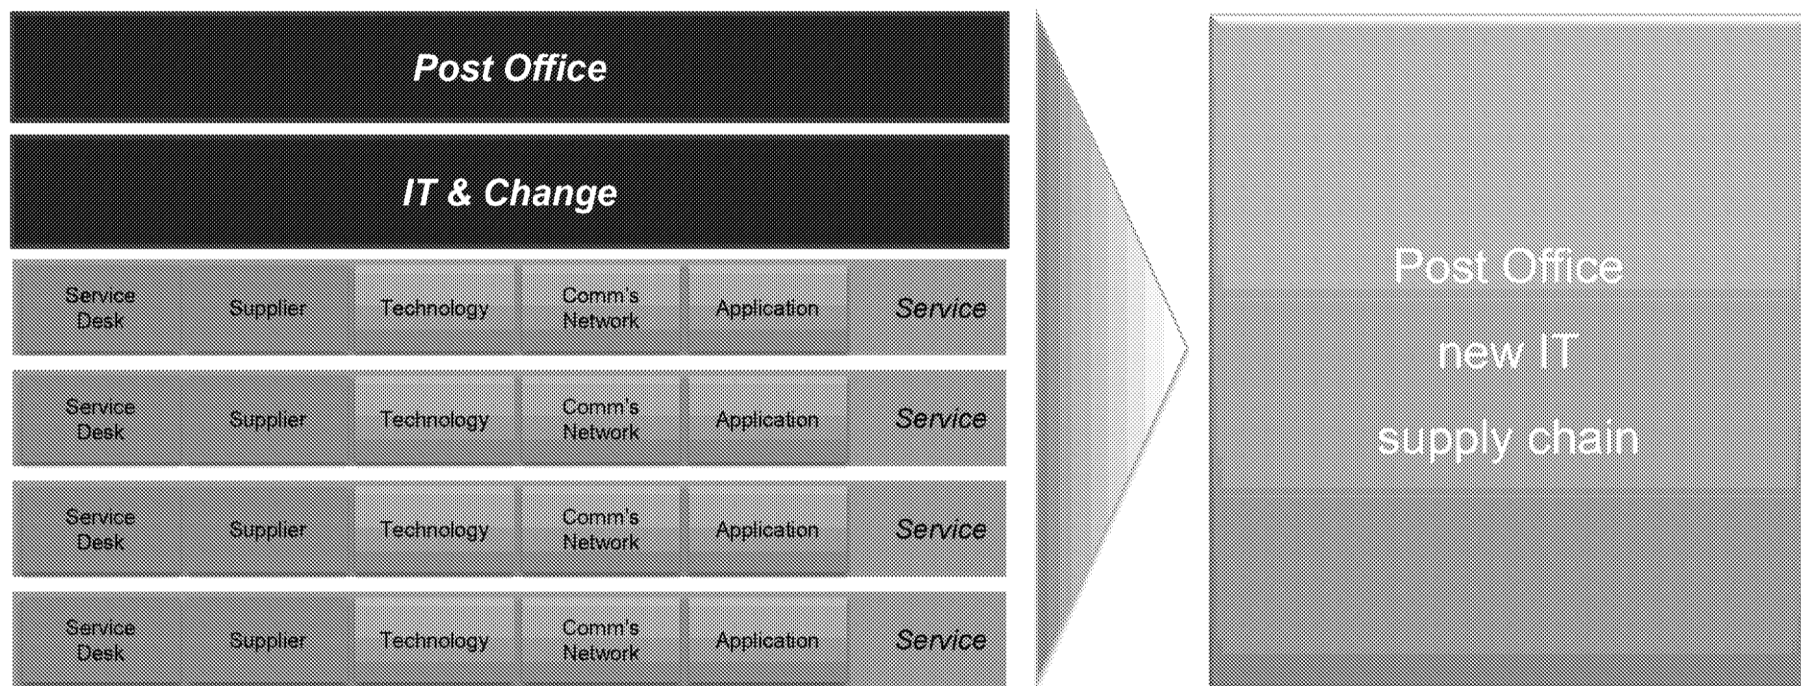 Post Office
IT & Change
Service
Desk
Supplier
Technology
Comm's
Network
Application
Service
Service
Desk
Supplier
Technology
Comm's
Network
Application
Service
Service
Desk
Supplier
Technology
Comm's
Network
Application
Service
Service
Desk
Supplier
Technology
Comm's
Network
Application
Service
Post Office
new IT
supply chain